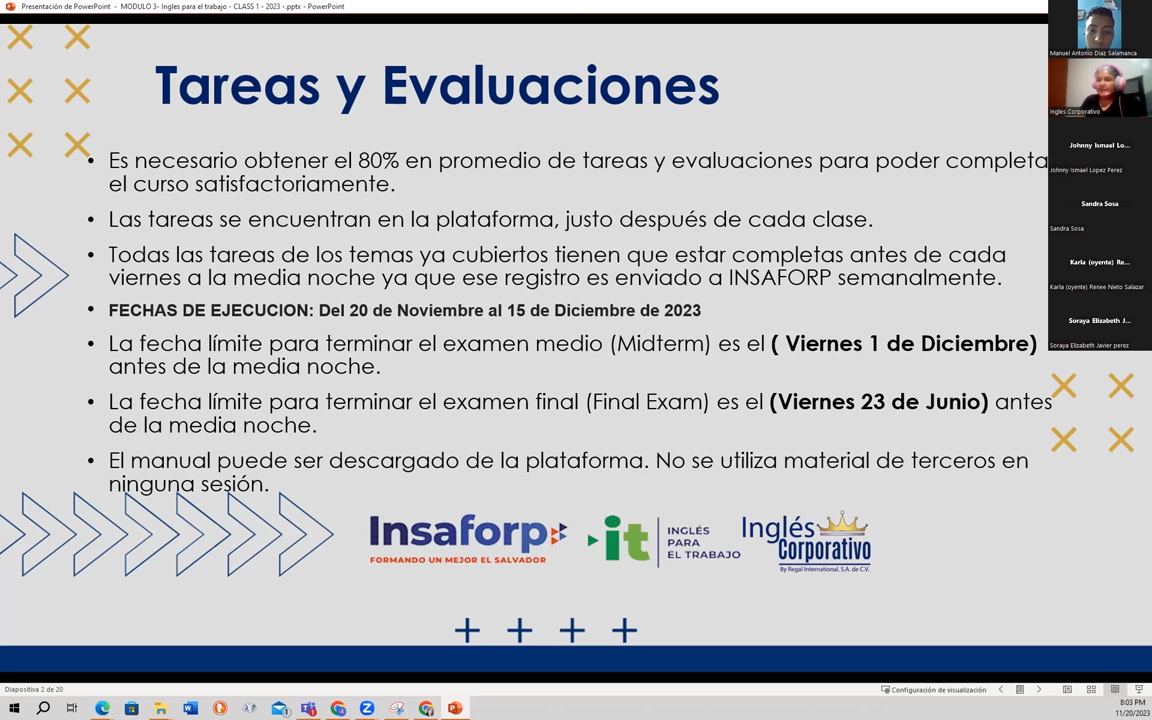 Presentación de PowerPoint - MODULO 3- Ingles para el trabajo - CLASS 1 - 2023 -.pptx - PowerPoint
Tareas y Evaluaciones
• Es necesario obtener el 80% en promedio de tareas y evaluaciones para poder completa
el curso satisfactoriamente.
• Las tareas se encuentran en la plataforma, justo después de cada clase.
• Todas las tareas de los temas ya cubiertos tienen que estar completas antes de cada
viernes a la media noche ya que ese registro es enviado a INSAFORP semanalmente.
• FECHAS DE EJECUCION: Del 20 de Noviembre al 15 de Diciembre de 2023
• La fecha límite para terminar el examen medio (Midterm) es el ( Viernes 1 de Diciembre)
antes de la media noche.
• La fecha límite para terminar el examen final (Final Exam) es el (Viernes 23 de Junio) antes
de la media noche.
• El manual puede ser descargado de la plataforma. No se utiliza material de terceros en
ninguna sesión.
Insaforp
FORMANDO UN MEJOR EL SALVADOR
it
INGLÉS
PARA
EL TRABAJO
Inglés
Corporativo
By Regal International, S.A. de C.V.
Manuel Antonio Diaz Salamanca
Ingles Corporativo
Johnny Ismael Lo...
Johnny Ismael Lopez Perez
Sandra Sosa
Sandra Sosa
Karla (oyente) Re...
Karla (oyente) Renee Nieto Salazar
Soraya Elizabeth J...
Soraya Elizabeth Javier perez
Diapositiva 2 de 20
Configuración de visualización
8:03 PM
11/20/2023